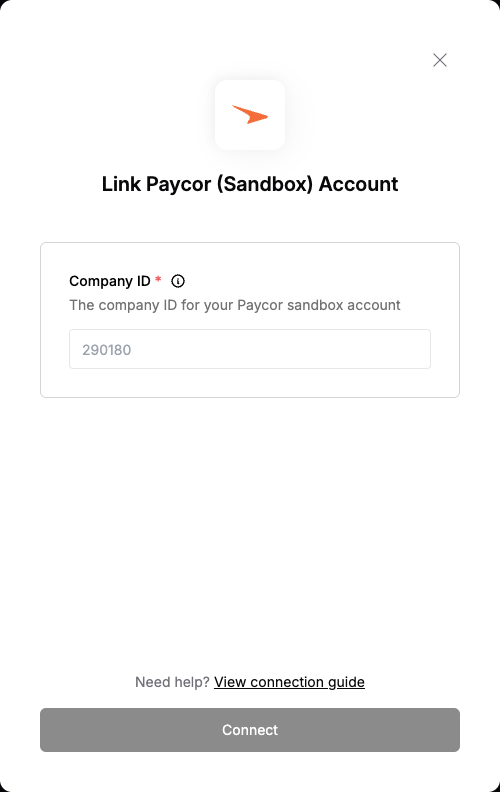 Link Paycor (Sandbox) Account
Company ID *
The company ID for your Paycor sandbox account
290180
Need help? View connection guide
Connect